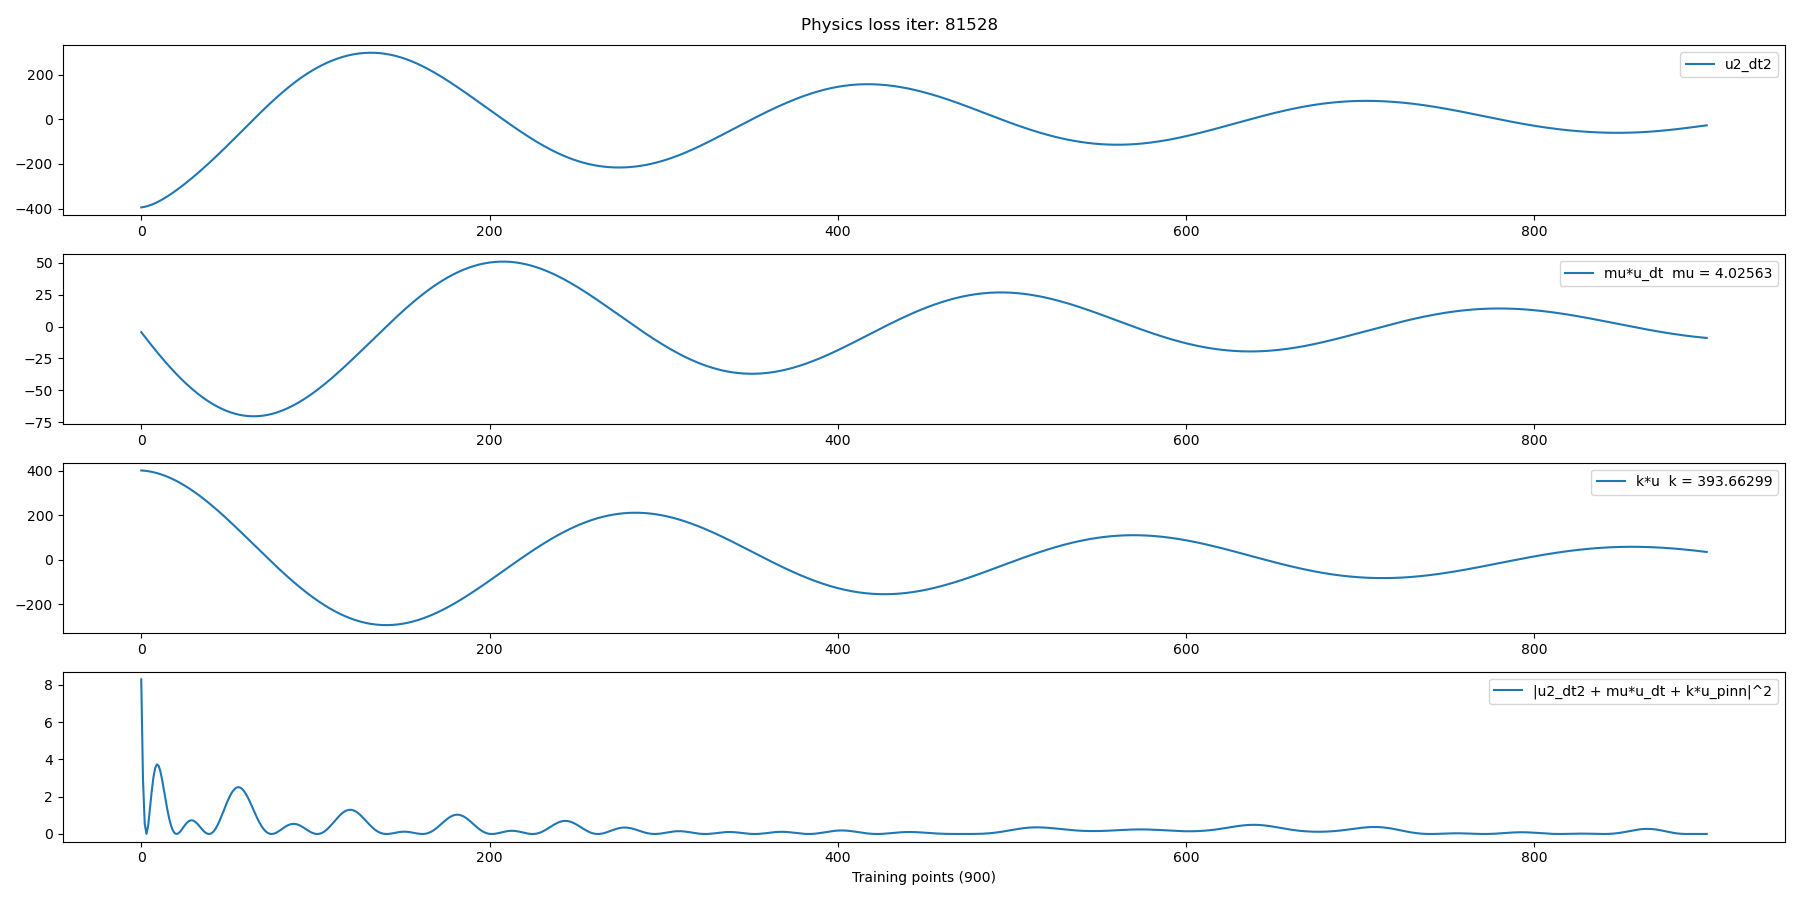 Physics loss iter: 81528
u2_dt2
200
0
−200
−400
0 200 400 600 800
mu*u_dt mu = 4.02563
50
25
0
−25
−50
−75
0 200 400 600 800
k*u k = 393.66299
400
200
0
−200
0 200 400 600 800
|u2_dt2 + mu*u_dt + k*u_pinn|^2
8
6
4
2
0
0 200 400 600 800
Training points (900)